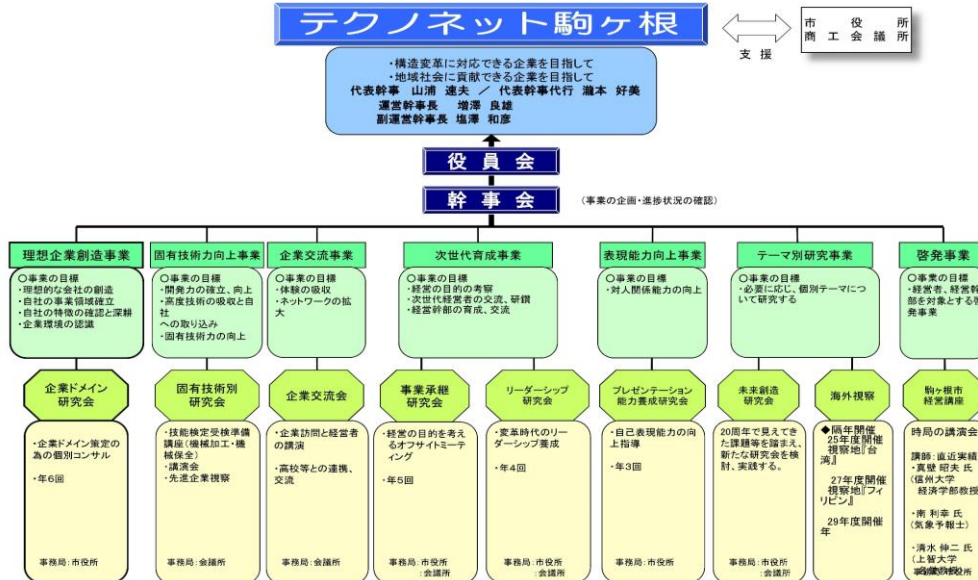 テクノネット駒ヶ根
支援
市役所
商工会議所
・構造変革に対応できる企業を目指して
・地域社会に貢献できる企業を目指して
代表幹事 山浦 速夫 / 代表幹事代行 瀧本 好美
運営幹事長 増澤 良雄
副運営幹事長 塩澤 和彦
役員会
幹事会
(事業の企画・進捗状況の確認)
理想企業創造事業
○事業の目標
・理想的な会社の創造
・自社の事業領域確立
・自社の特徴の確認と深耕
・企業環境の認識
固有技術力向上事業
○事業の目標
・開発力の確立、向上
・高度技術の吸収と自
社
への取り込み
・固有技術力の向上
企業交流事業
○事業の目標
・体験の吸収
・ネットワークの拡
大
次世代育成事業
○事業の目標
・経営の目的の考察
・次世代経営者の交流、研鑽
・経営幹部の育成、交流
表現能力向上事業
○事業の目標
・対人関係能力の向上
テーマ別研究事業
○事業の目標
・必要に応じ、個別テーマについ
て研究する
啓発事業
○事業の目標
・経営者、経営幹
部を対象とする啓
発事業
企業ドメイン
研究会
・企業ドメイン策定の
為の個別コンサル
・年6回
事務局:市役所
固有技術別
研究会
・技能検定受検準備
講座(機械加工・機
械保全)
・講演会
・先進企業視察
事務局:会議所
企業交流会
・企業訪問と経営者
の講演
・高校等との連携、
交流
事務局:会議所
事業承継
研究会
・経営の目的を考え
るオフサイトミーテ
ィング
・年5回
事務局:市役所
:会議所
リーダーシップ
研究会
・変革時代のリー
ダーシップ養成
・年4回
事務局:市役所
:会議所
プレゼンテーション
能力養成研究会
・自己表現能力の向
上指導
・年3回
事務局:市役所
:会議所
未来創造
研究会
20周年で見えてき
た課題等を踏まえ、
新たな研究会を検
討、実践する。
事務局:市役所
:会議所
海外視察
◆隔年開催
25年度開催
視察地『台
湾』
27年度開催
視察地『フィ
リピン』
29年度開催
年
駒ヶ根市
経営講座
時局の講演会
講師:直近実績
・真壁 昭夫 氏
(信州大学
経済学部教授
・南 利幸 氏
(気象予報士)
・清水 伸二 氏
(上智大学